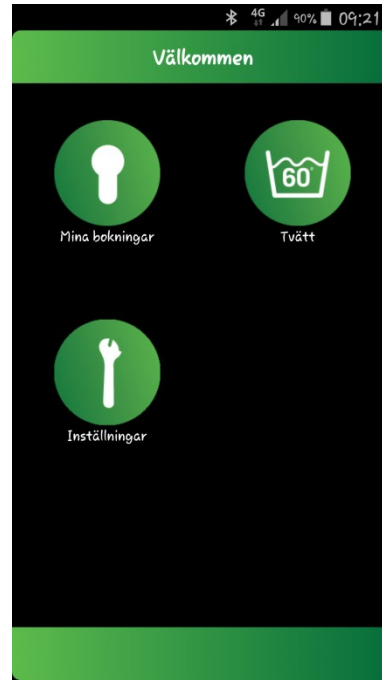 4G 90% 09:21
Välkommen
60°
Mina bokningar Tvätt
Inställningar